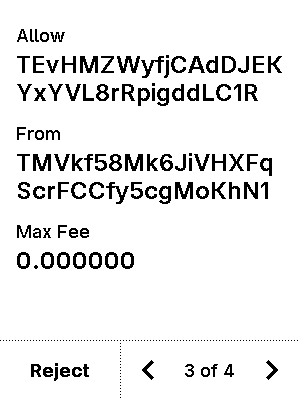 Allow
TEvHMZWyfjCAdDJEK
YxYVL8rRpigddLC1R
From
TMVkf58Mk6JiVHXFq
ScrFCCfy5cgMoKhN1
Max Fee
0.000000
Reject
3 of 4